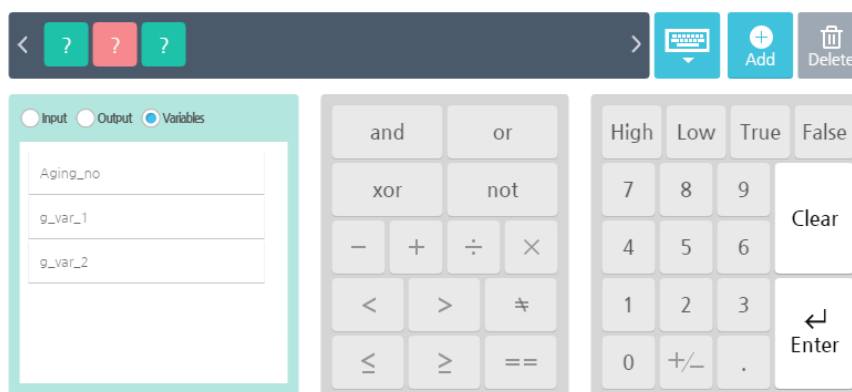 ? ? ?
Add
Delete
Input Output Variables
Aging_no
g_var_1
g_var_2
and or
xor not
− + ÷ ×
< > ≠
≤ ≥ ==
High Low True False
7 8 9
Clear
4 5 6
1 2 3
Enter
0 +/− .